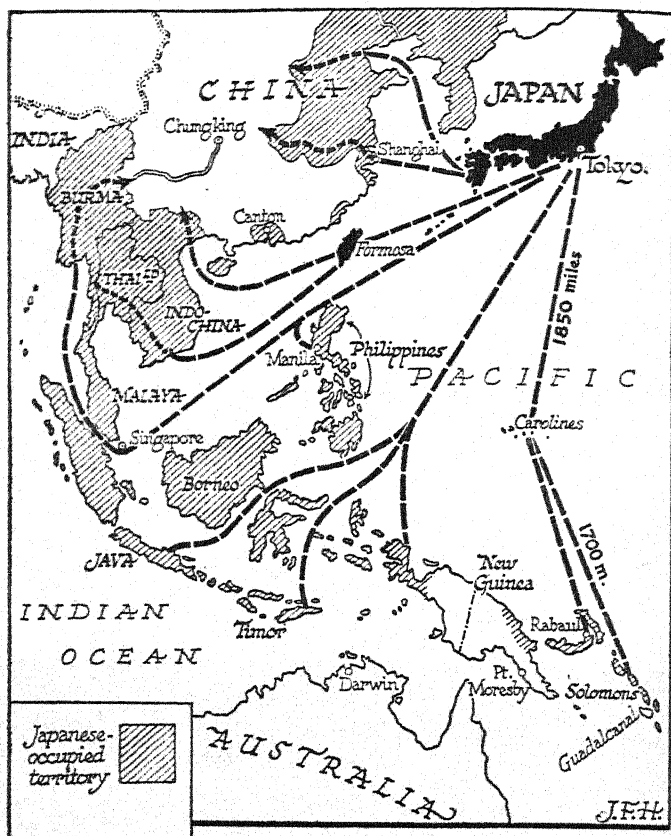 CHINA
JAPAN
INDIA
Chungking
Shanghai
Tokyo.
BURMA
Canton
Formosa
THAILD
INDO-
CHINA
1850 miles
Manila
Philippines
PACIFIC
MALAYA
Singapore
Carolines
Borneo
1700 m.
JAVA
New
Guinea
INDIAN
OCEAN
Timor
Rabaul
Darwin
Pt.
Moresby
Solomons
Guadalcanal
Japanese-
occupied
territory
AUSTRALIA
J.F.H.